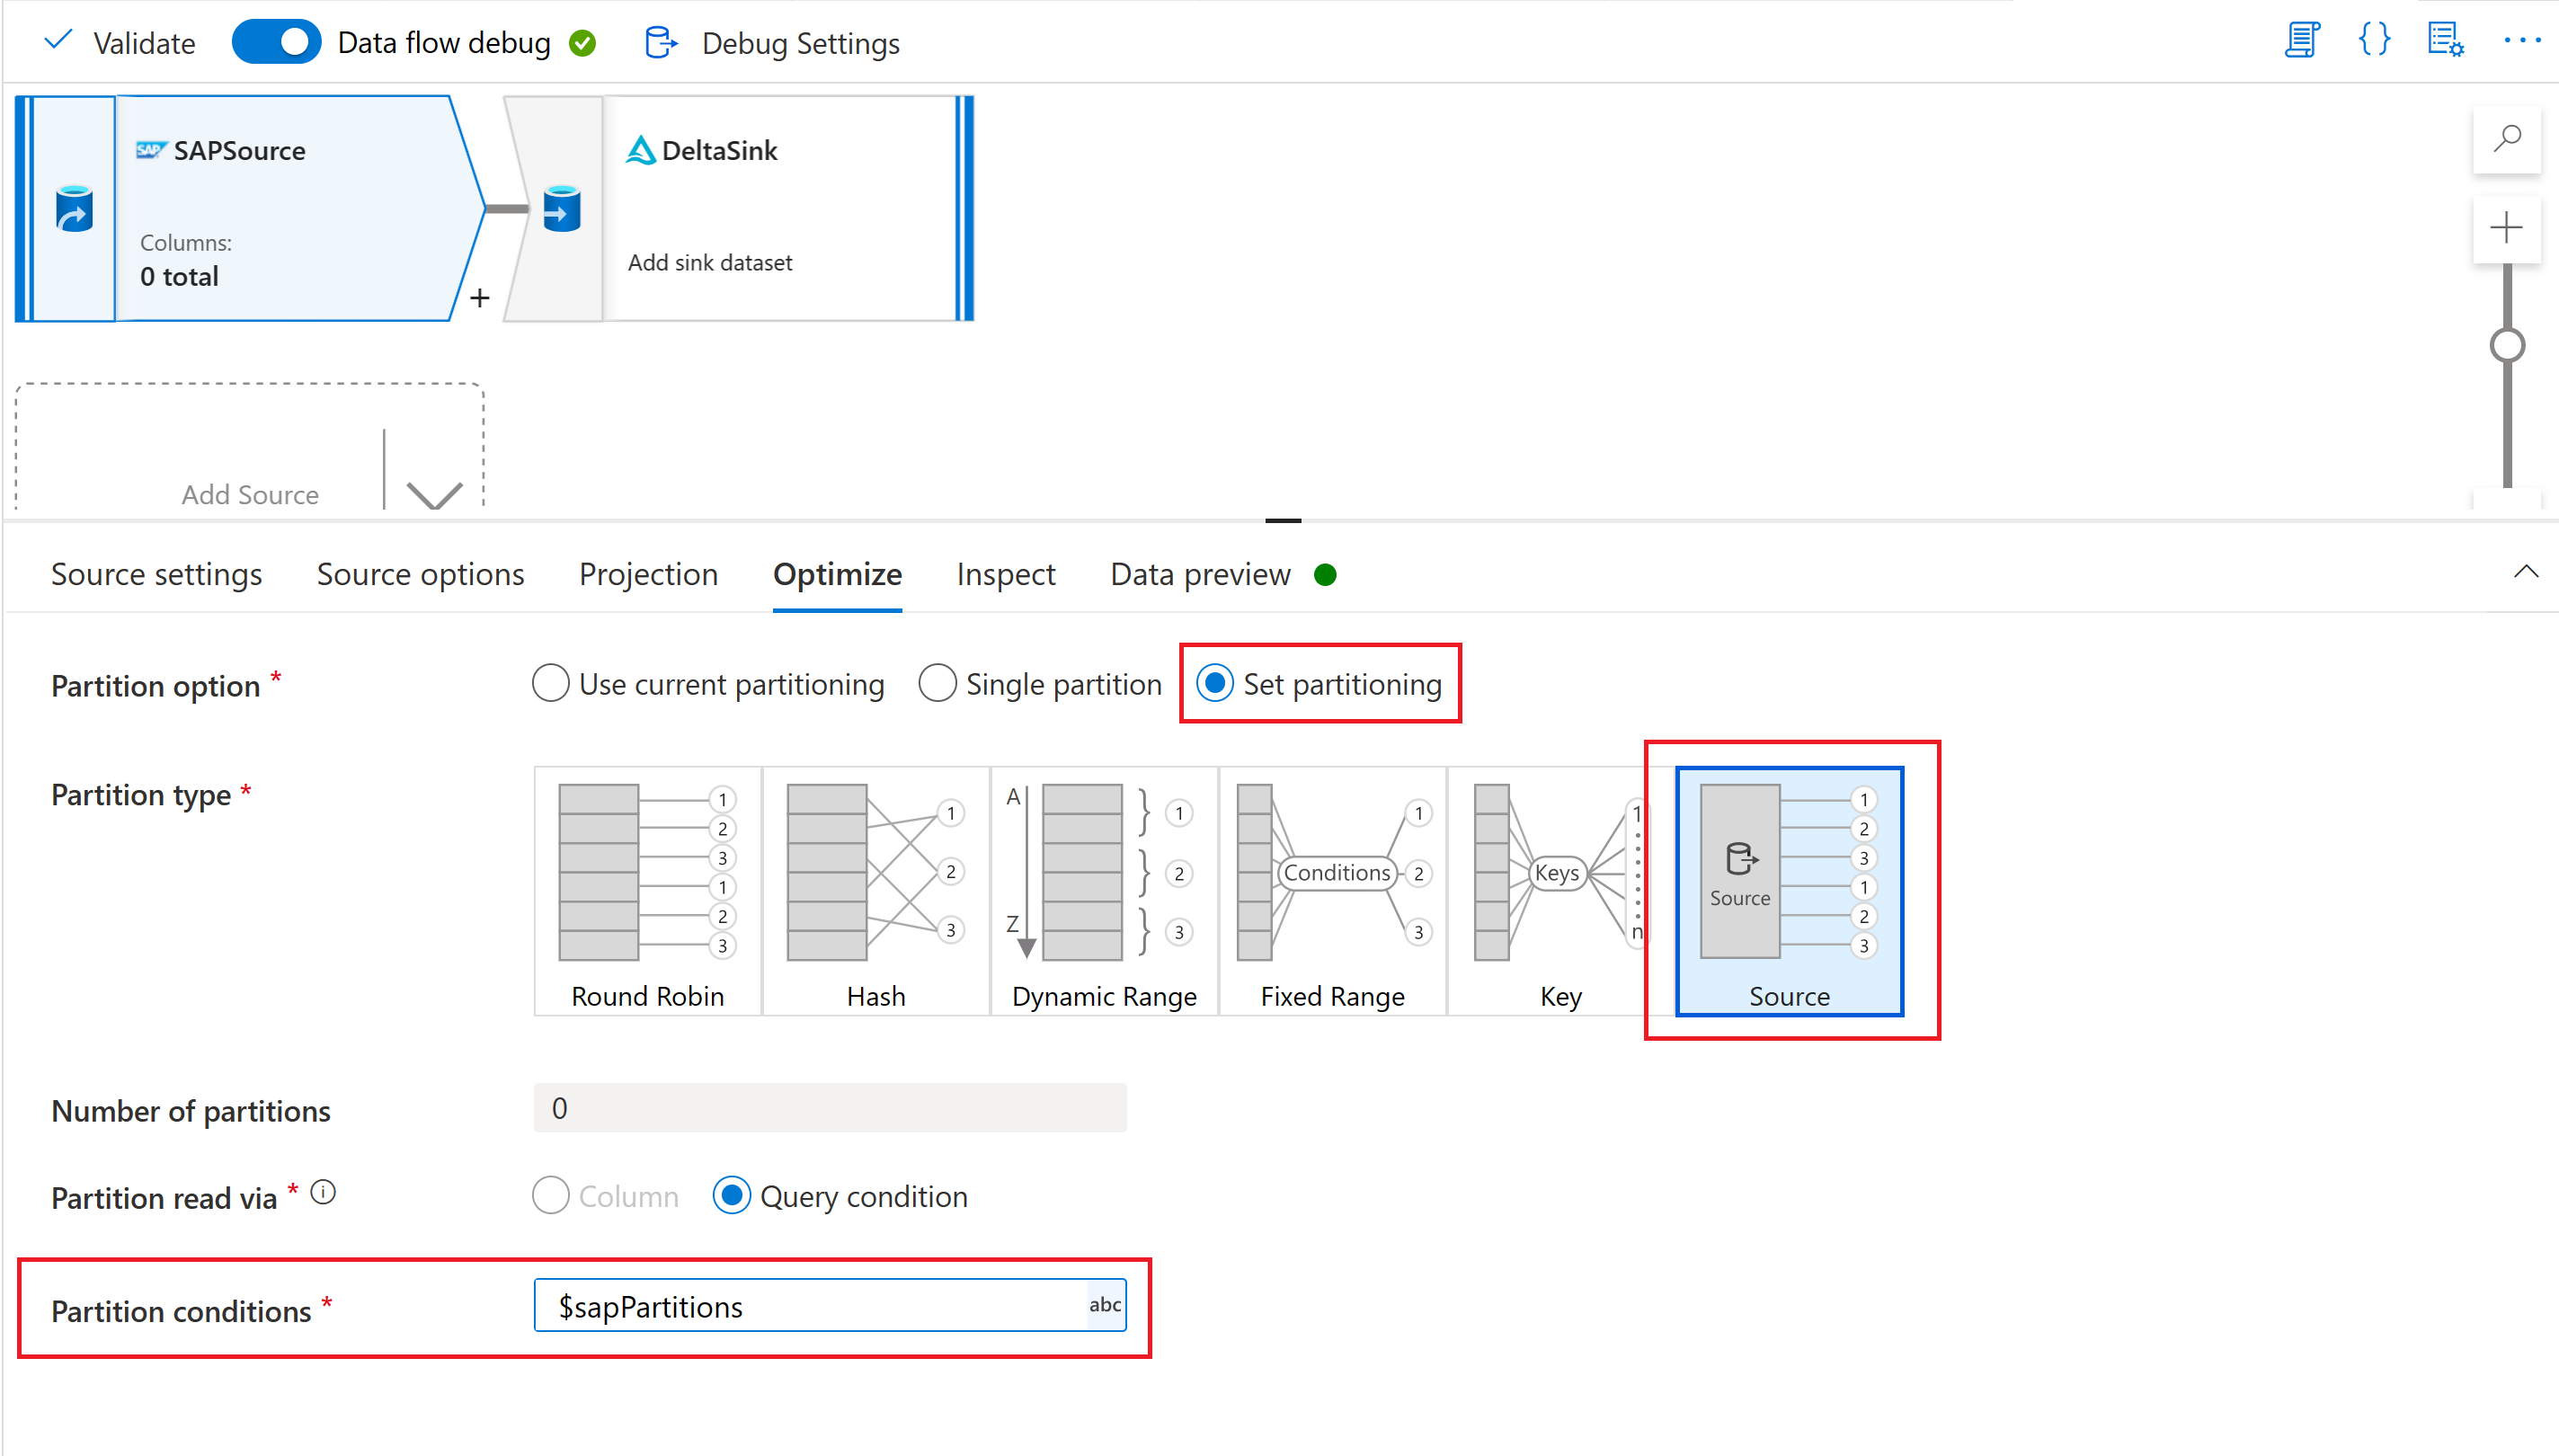 Validate Data flow debug Debug Settings
SAP SAPSource
Columns:
0 total
+
DeltaSink
Add sink dataset
Add Source
Source settings Source options Projection Optimize Inspect Data preview
Partition option * Use current partitioning Single partition Set partitioning
Partition type *
1 2 3 1 2 3
Round Robin
1 2 3
Hash
A Z 1 2 3
Dynamic Range
Conditions 1 2 3
Fixed Range
Keys 1 n
Key
Source 1 2 3 1 2 3
Source
Number of partitions 0
Partition read via * Column Query condition
Partition conditions * $sapPartitions abc